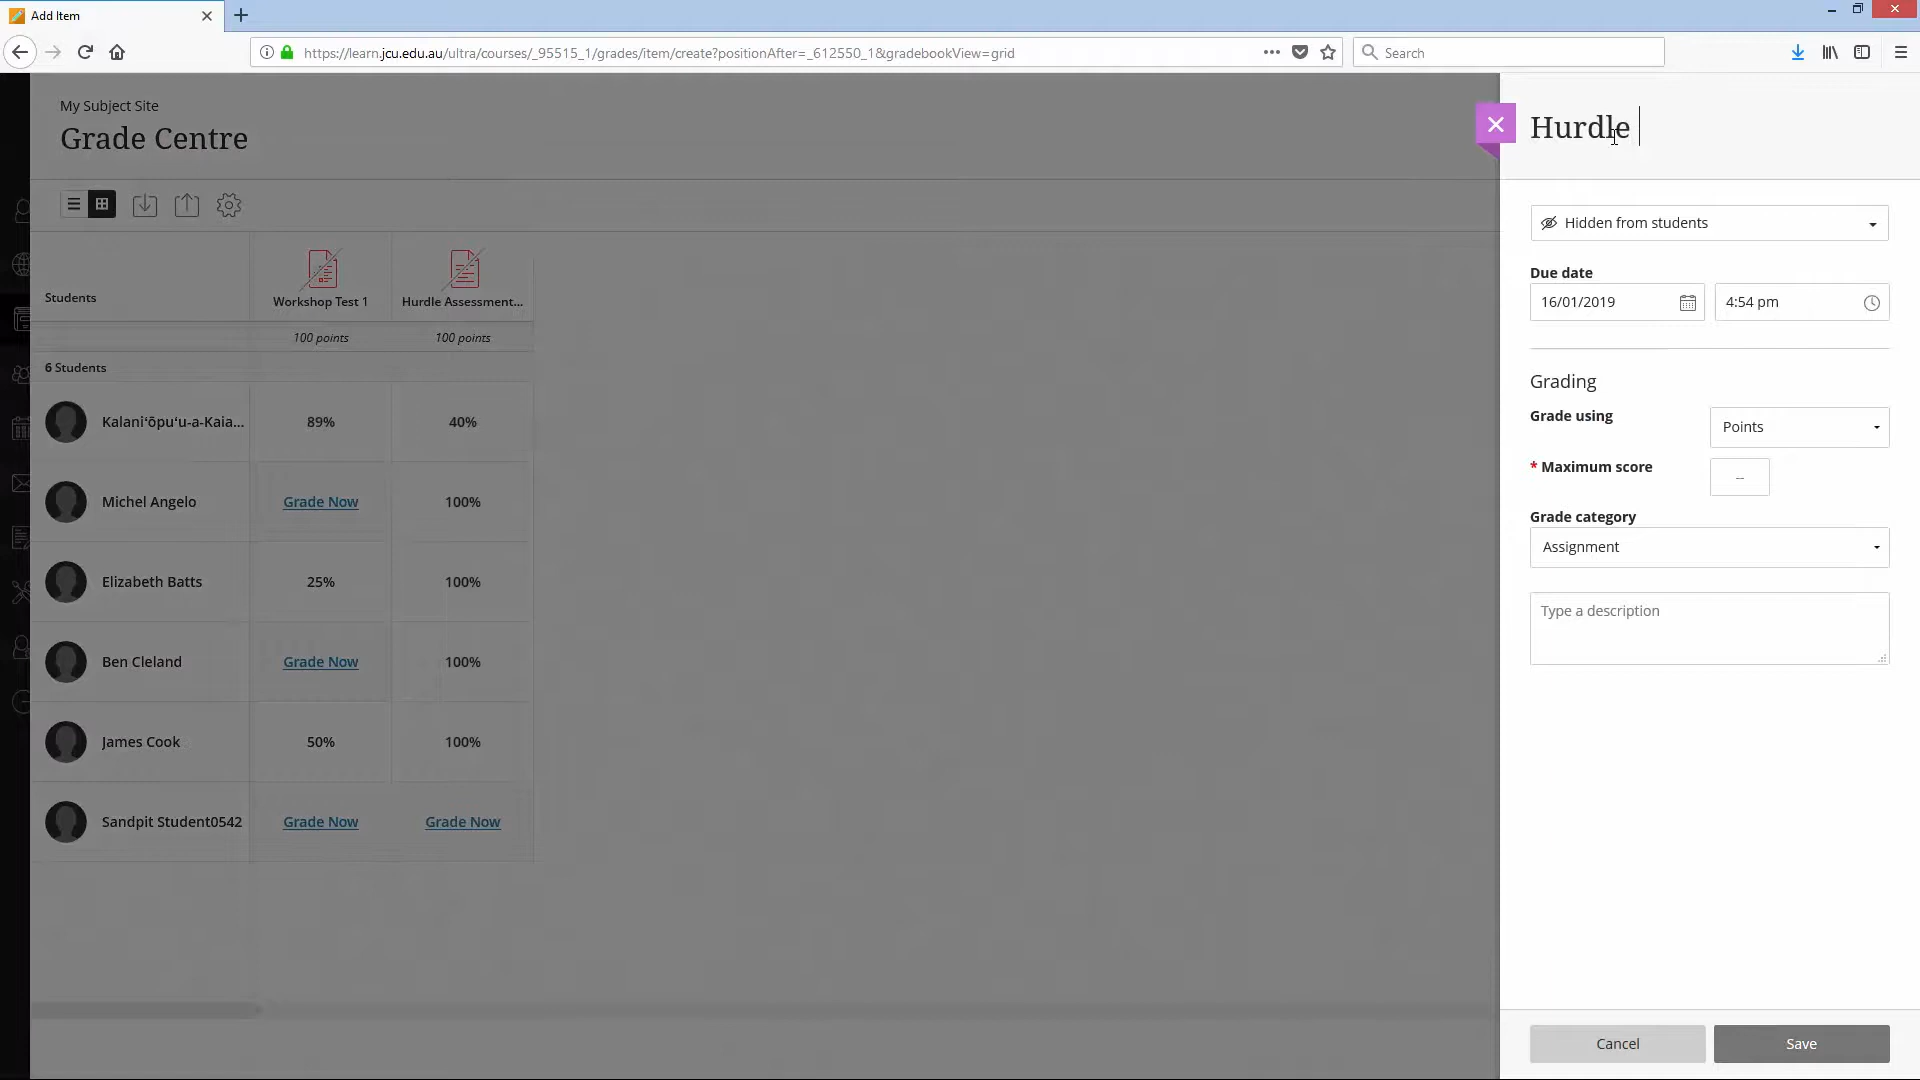 Add Item
https://learn.jcu.edu.au/ultra/courses/_95515_1/grades/item/create?positionAfter=_612550_1&gradebookView=grid
Search
My Subject Site
Grade Centre
Hurdle
Hidden from students
Due date
16/01/2019
4:54 pm
Grading
Grade using
Points
* Maximum score
--
Grade category
Assignment
Type a description
Cancel
Save
Students
Workshop Test 1
Hurdle Assessment...
100 points
100 points
6 Students
Kalaniʻōpuʻu-a-Kaia...
89%
40%
Michel Angelo
Grade Now
100%
Elizabeth Batts
25%
100%
Ben Cleland
Grade Now
100%
James Cook
50%
100%
Sandpit Student0542
Grade Now
Grade Now